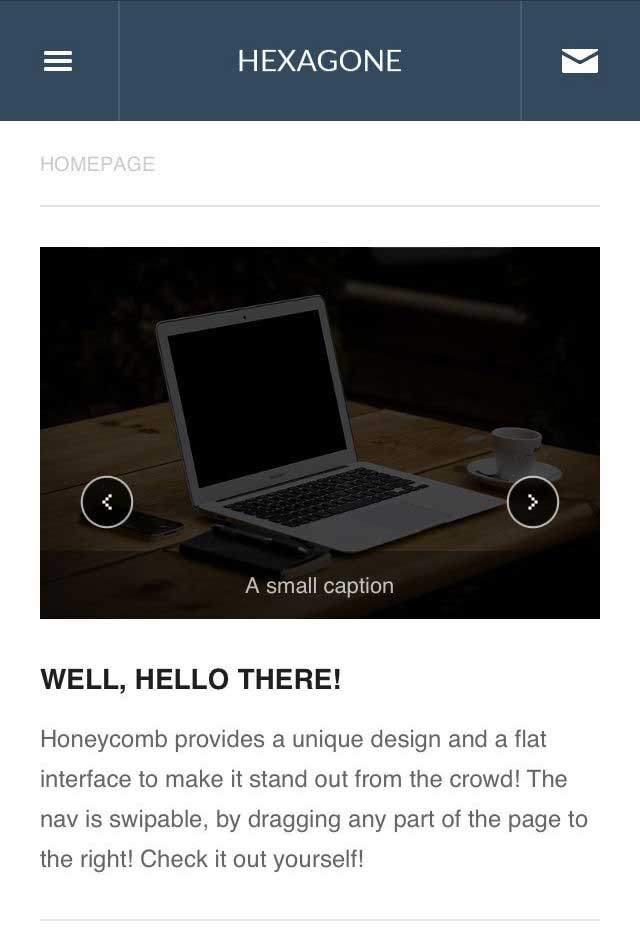 HEXAGONE
HOMEPAGE
A small caption
WELL, HELLO THERE!
Honeycomb provides a unique design and a flat
interface to make it stand out from the crowd! The
nav is swipable, by dragging any part of the page to
the right! Check it out yourself!